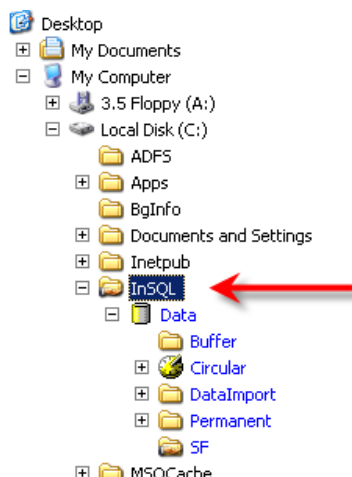 Desktop
My Documents
My Computer
3.5 Floppy (A:)
Local Disk (C:)
ADFS
Apps
BgInfo
Documents and Settings
Inetpub
InSQL
Data
Buffer
Circular
DataImport
Permanent
SF
MSOCache